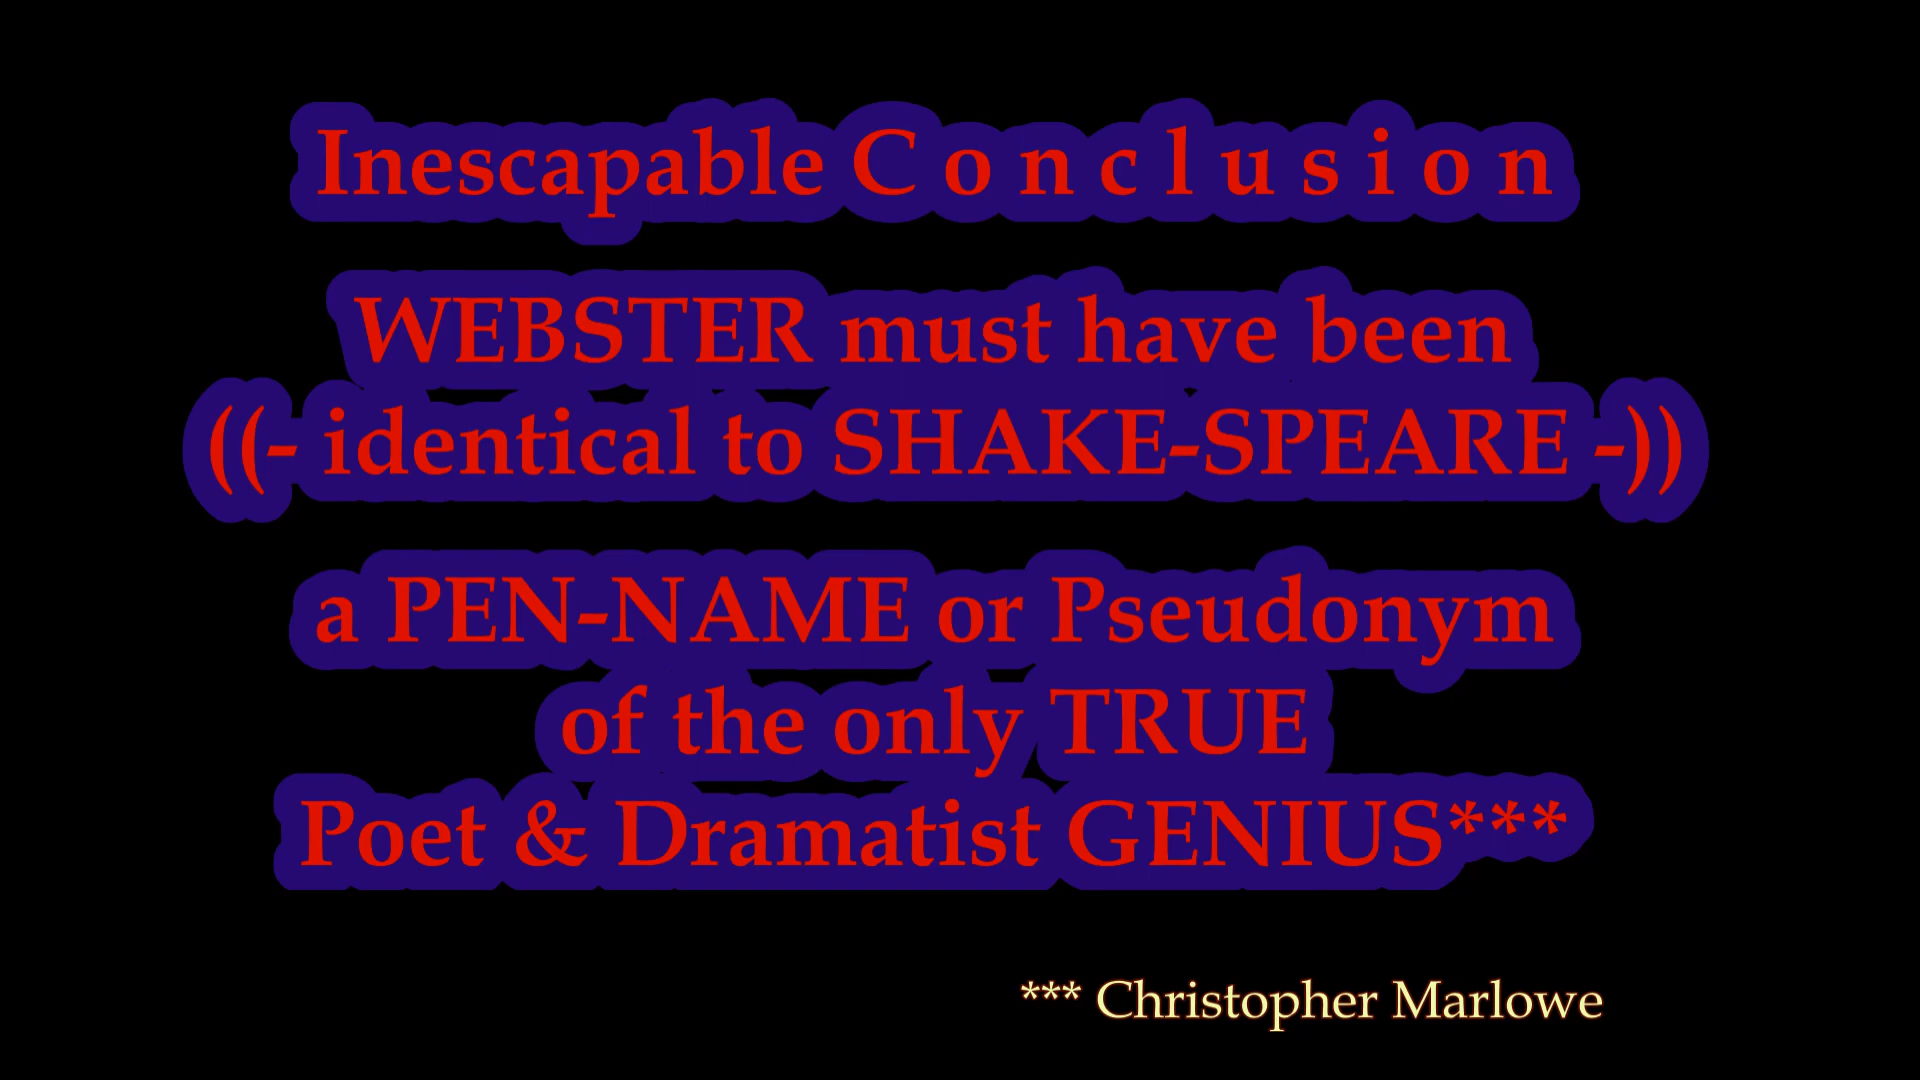 Inescapable C o n c l u s i o n
WEBSTER must have been
((- identical to SHAKE-SPEARE -))
a PEN-NAME or Pseudonym
of the only TRUE
Poet & Dramatist GENIUS***
*** Christopher Marlowe